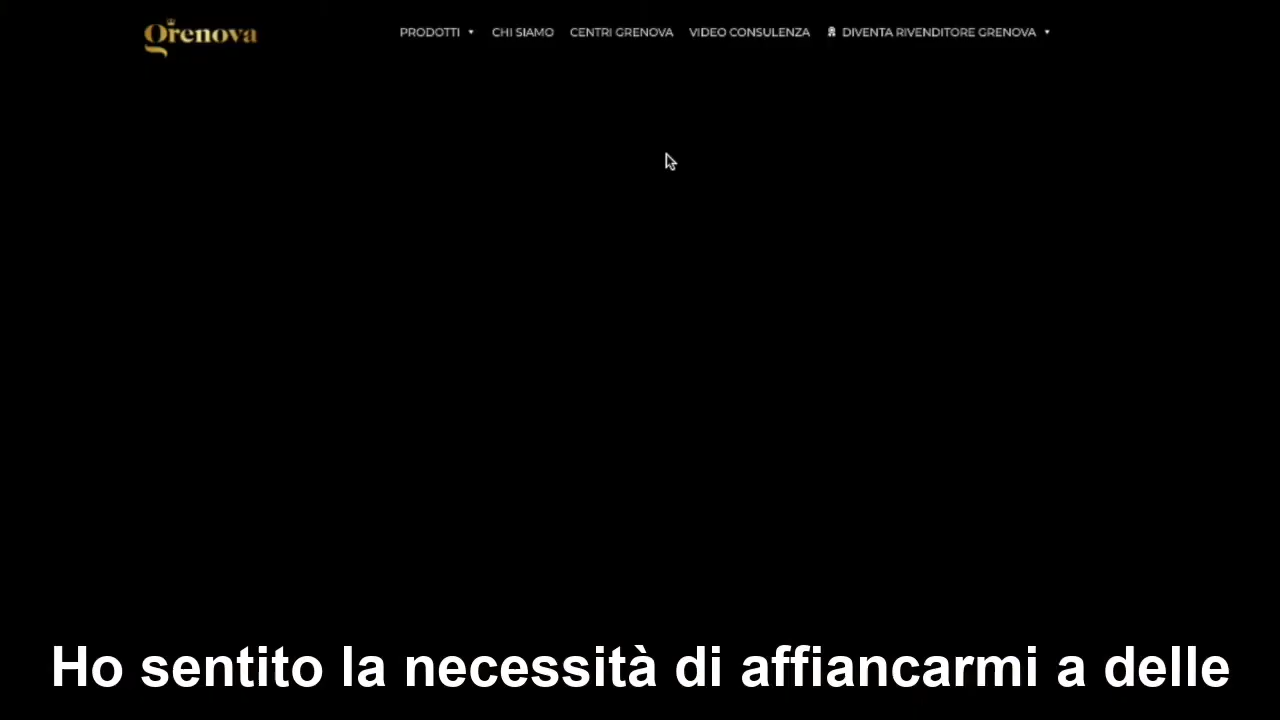 Grenova
PRODOTTI CHI SIAMO CENTRI GRENOVA VIDEO CONSULENZA DIVENTA RIVENDITORE GRENOVA
Ho sentito la necessità di affiancarmi a delle